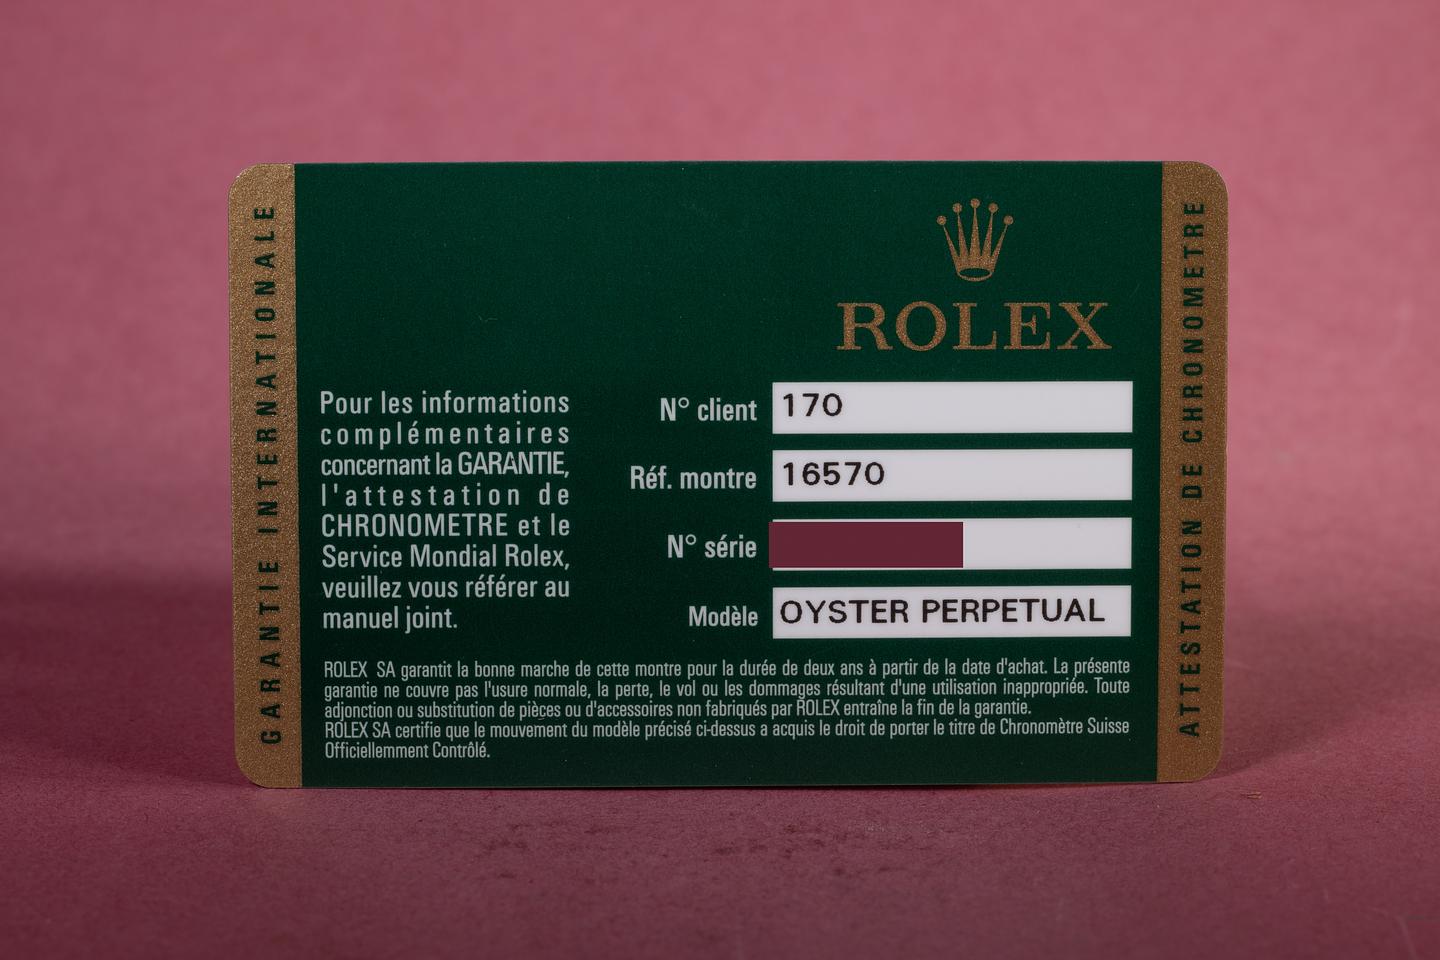 GARANTIE INTERNATIONALE
ROLEX
Pour les informations
complémentaires
concernant la GARANTIE,
l'attestation de
CHRONOMETRE et le
Service Mondial Rolex,
veuillez vous référer au
manuel joint.
N° client 170
Réf. montre 16570
N° série
Modèle OYSTER PERPETUAL
ROLEX SA garantit la bonne marche de cette montre pour la durée de deux ans à partir de la date d'achat. La présente
garantie ne couvre pas l'usure normale, la perte, le vol ou les dommages résultant d'une utilisation inappropriée. Toute
adjonction ou substitution de pièces ou d'accessoires non fabriqués par ROLEX entraîne la fin de la garantie.
ROLEX SA certifie que le mouvement du modèle précisé ci-dessus a acquis le droit de porter le titre de Chronomètre Suisse
Officiellemment Contrôlé.
ATTESTATION DE CHRONOMETRE